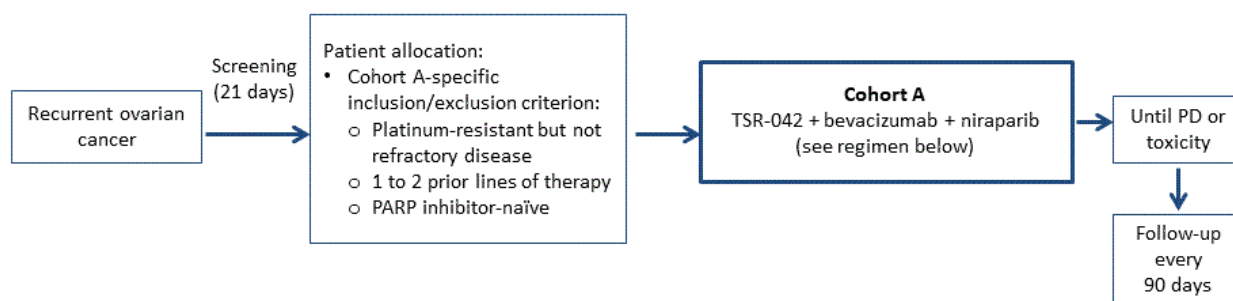 Recurrent ovarian
cancer
Screening
(21 days)
Patient allocation:
• Cohort A-specific
inclusion/exclusion criterion:
o Platinum-resistant but not
refractory disease
o 1 to 2 prior lines of therapy
o PARP inhibitor-naïve
Cohort A
TSR-042 + bevacizumab + niraparib
(see regimen below)
Until PD or
toxicity
Follow-up
every
90 days